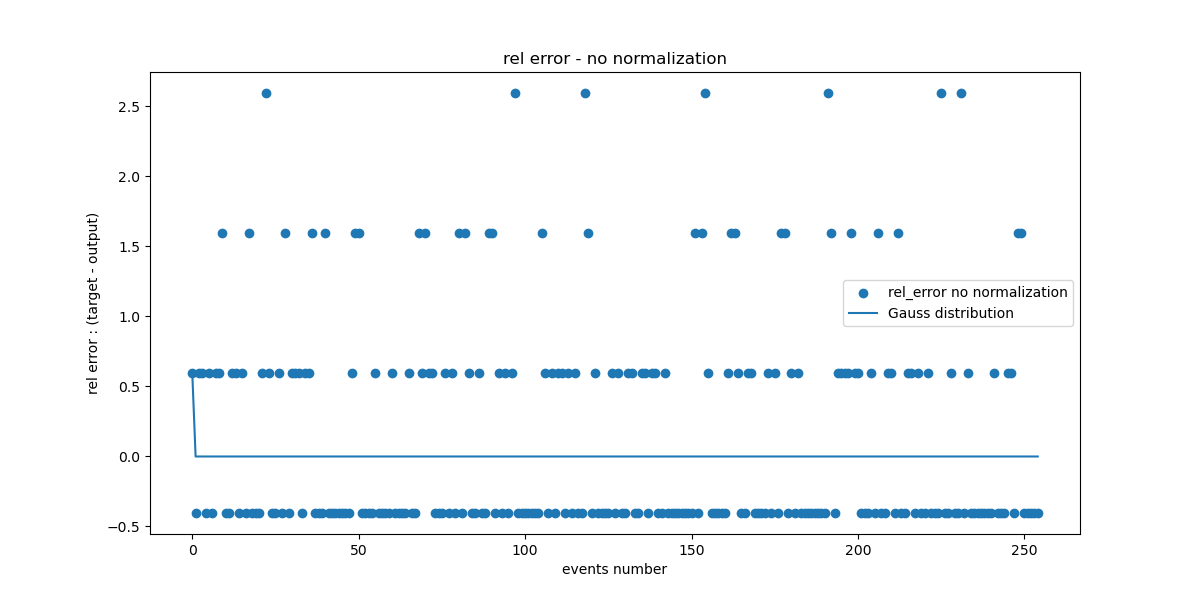 rel error - no normalization
rel error : (target - output)
2.5
2.0
1.5
1.0
0.5
0.0
−0.5
rel_error no normalization
Gauss distribution
0 50 100 150 200 250
events number